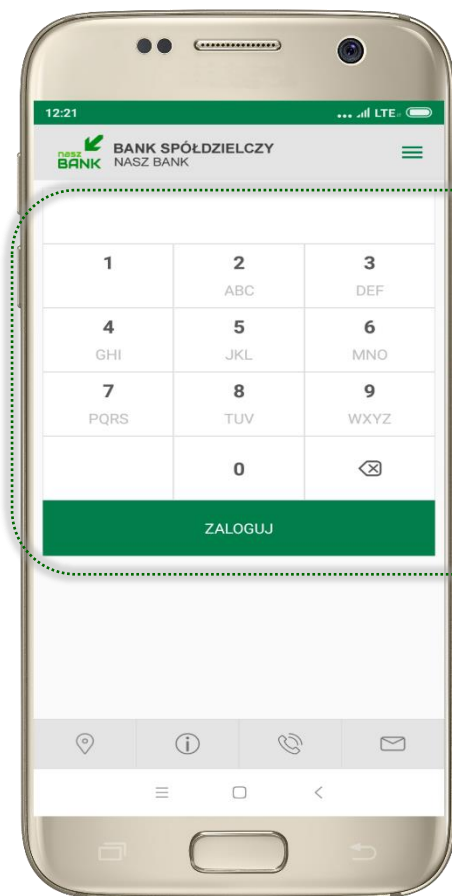 12:21
LTE
nasz BANK SPÓŁDZIELCZY
BANK NASZ BANK
1 2 3
ABC DEF
4 5 6
GHI JKL MNO
7 8 9
PQRS TUV WXYZ
0
ZALOGUJ